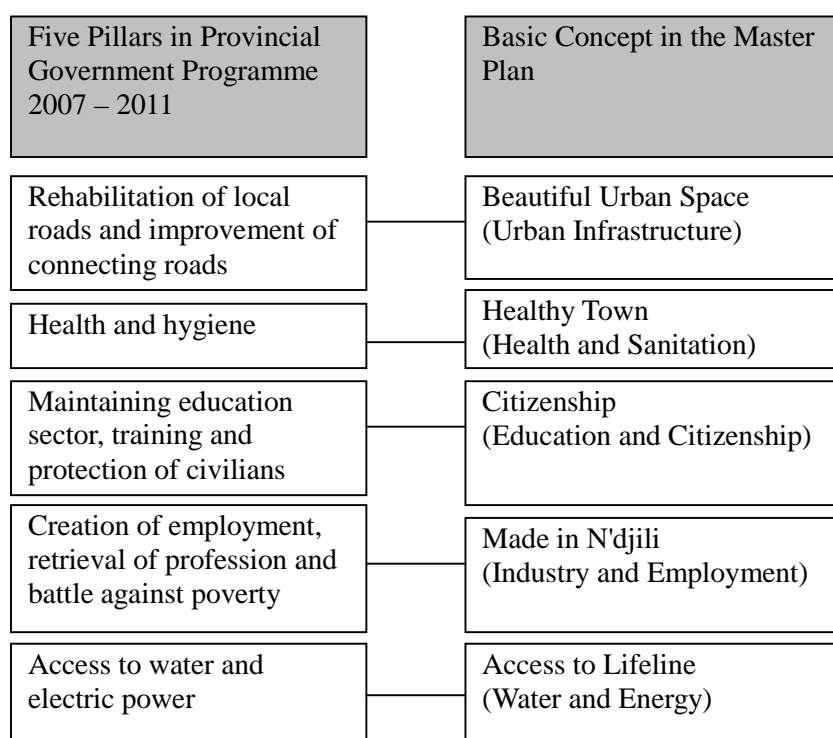 Five Pillars in Provincial
Government Programme
2007 – 2011
Basic Concept in the Master
Plan
Rehabilitation of local
roads and improvement of
connecting roads
Beautiful Urban Space
(Urban Infrastructure)
Health and hygiene
Healthy Town
(Health and Sanitation)
Maintaining education
sector, training and
protection of civilians
Citizenship
(Education and Citizenship)
Creation of employment,
retrieval of profession and
battle against poverty
Made in N'djili
(Industry and Employment)
Access to water and
electric power
Access to Lifeline
(Water and Energy)